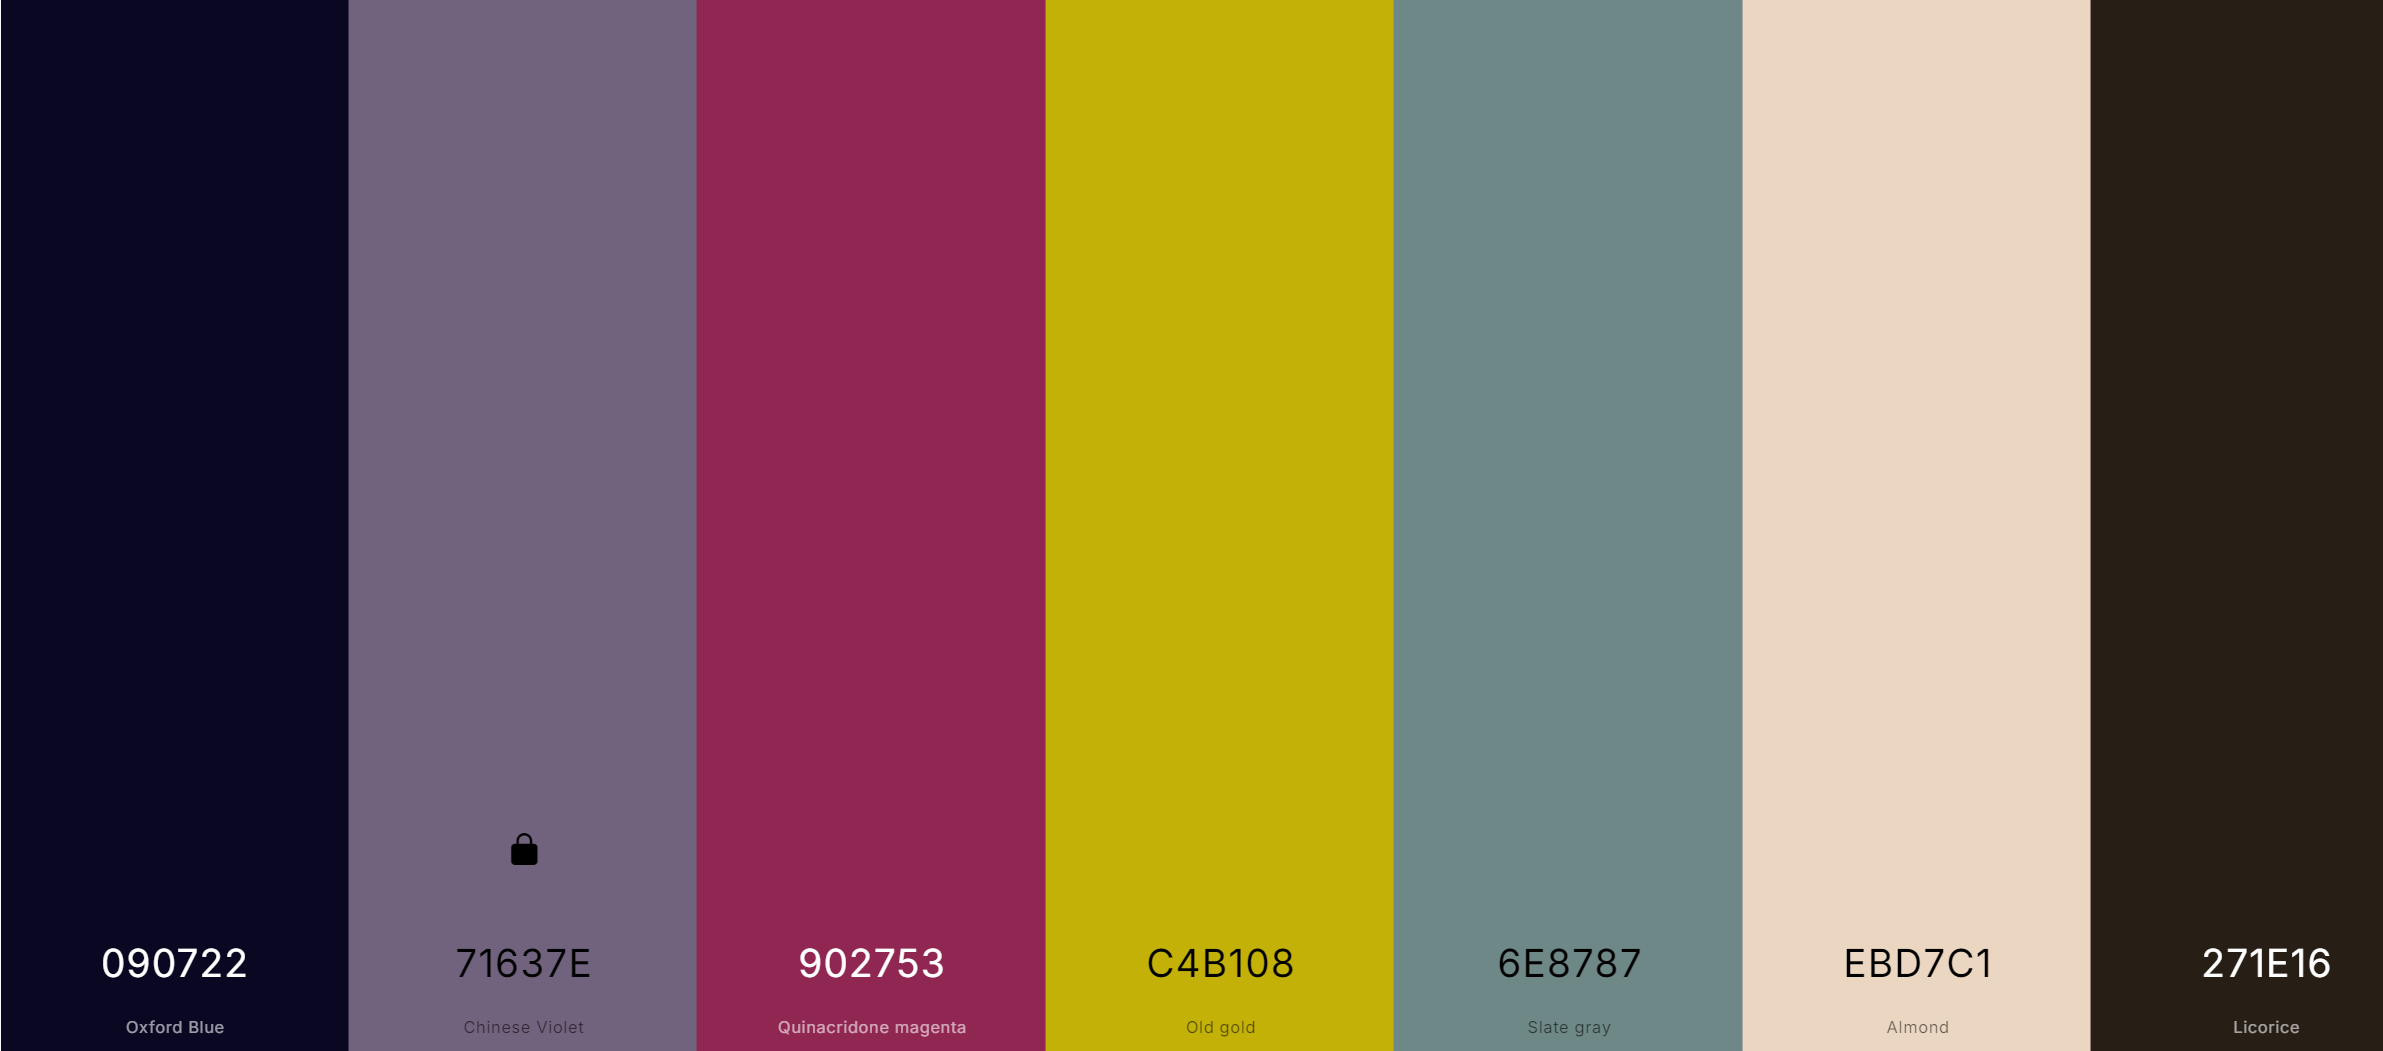 090722
71637E
902753
C4B108
6E8787
EBD7C1
271E16
Oxford Blue
Chinese Violet
Quinacridone magenta
Old gold
Slate gray
Almond
Licorice